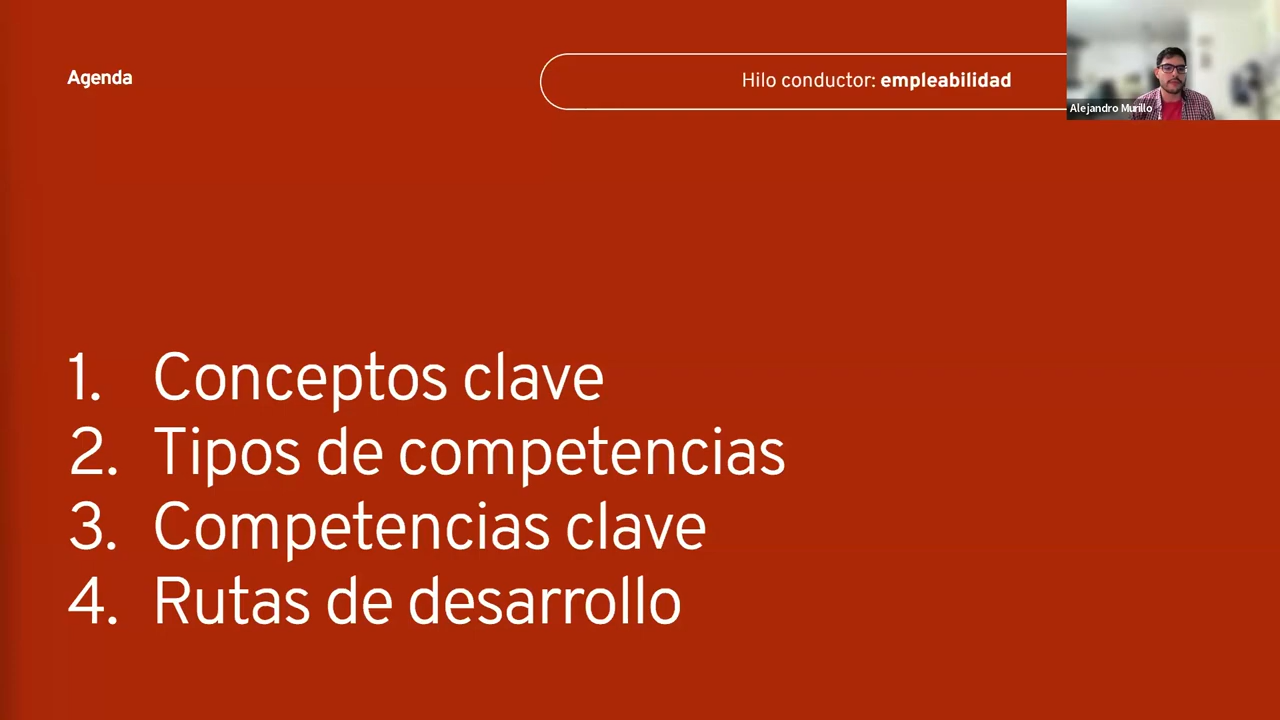 Agenda
Hilo conductor: empleabilidad
Alejandro Murillo
1. Conceptos clave
2. Tipos de competencias
3. Competencias clave
4. Rutas de desarrollo